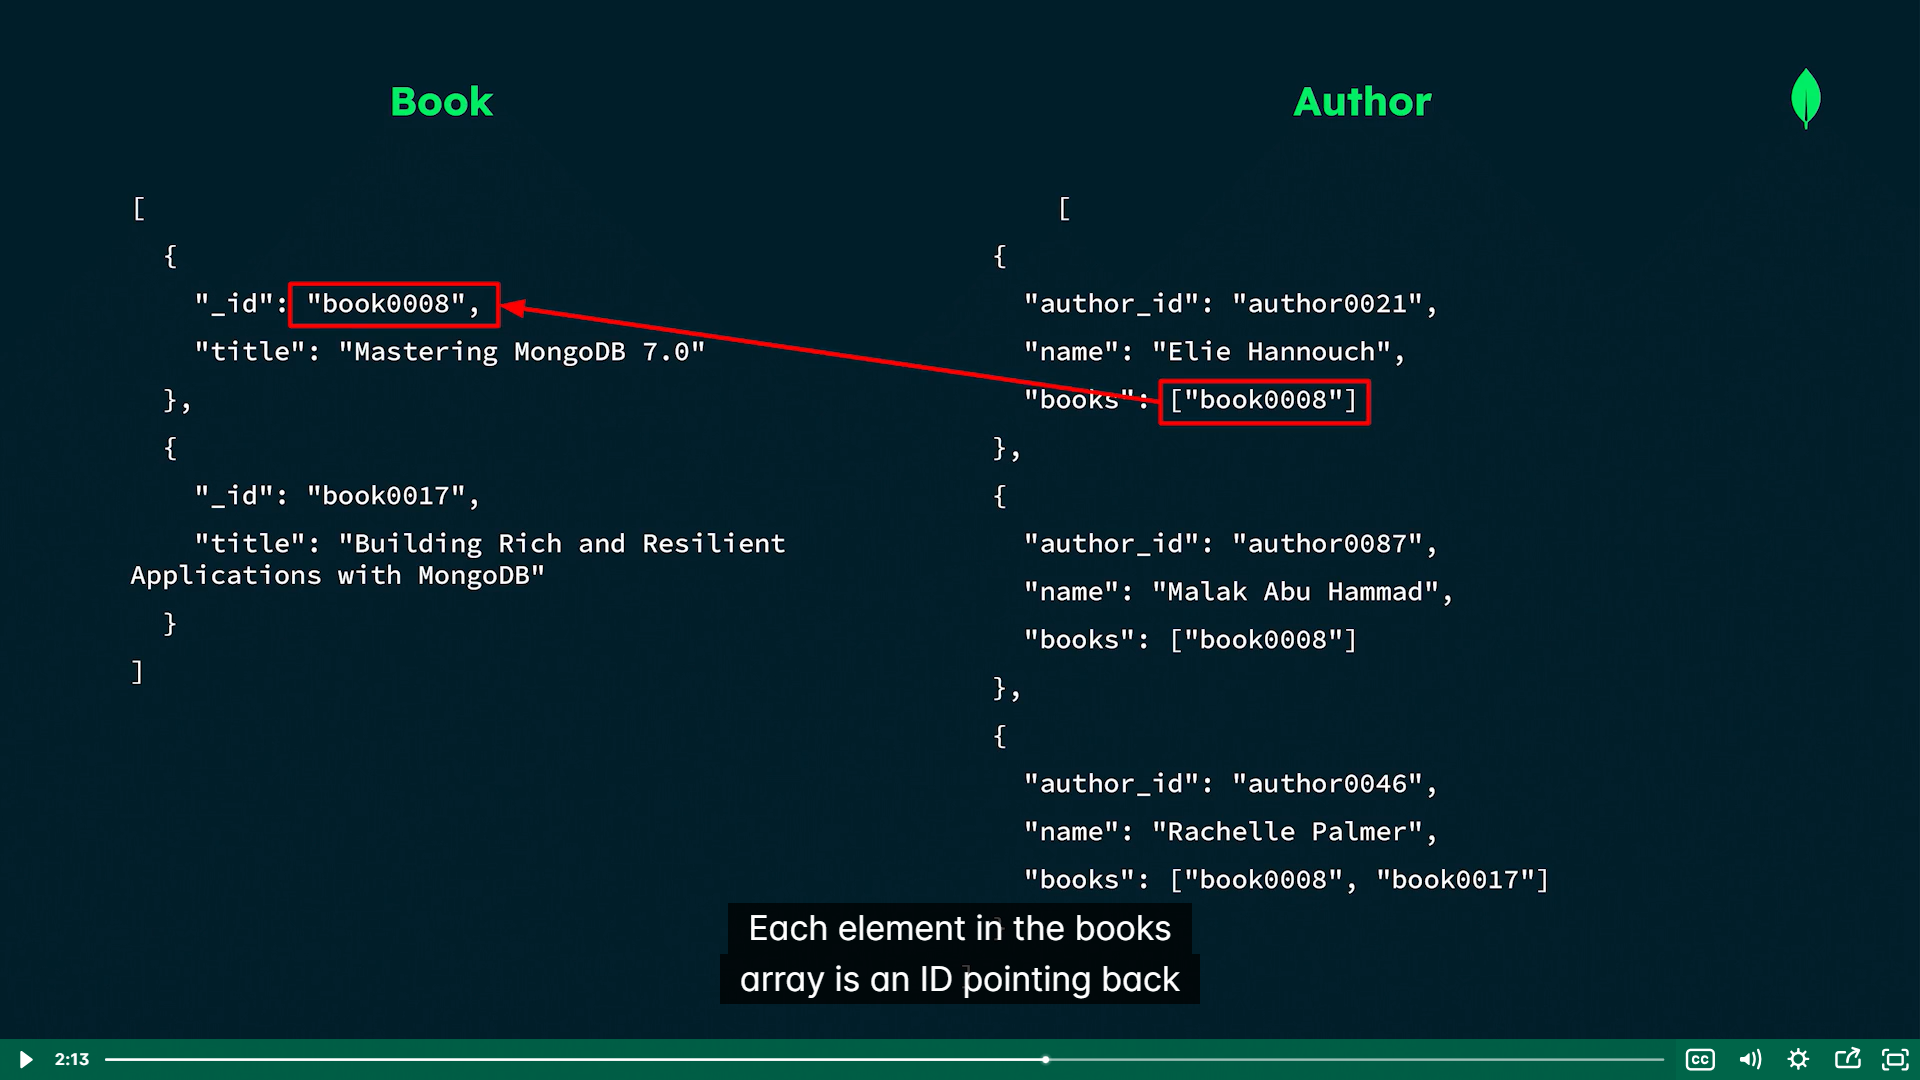 Book
[
{
"_id": "book0008",
"title": "Mastering MongoDB 7.0"
},
{
"_id": "book0017",
"title": "Building Rich and Resilient
Applications with MongoDB"
}
]
Author
[
{
"author_id": "author0021",
"name": "Elie Hannouch",
"books": ["book0008"]
},
{
"author_id": "author0087",
"name": "Malak Abu Hammad",
"books": ["book0008"]
},
{
"author_id": "author0046",
"name": "Rachelle Palmer",
"books": ["book0008", "book0017"]
}
]
Each element in the books
array is an ID pointing back
2:13
CC